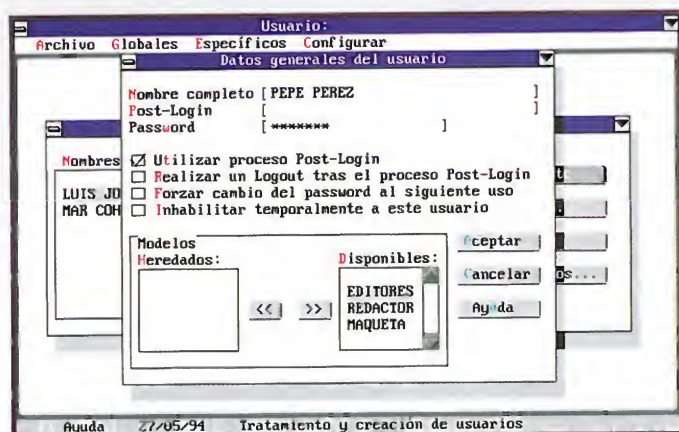 Usuario:
Archivo Globales Específicos Configurar
Datos generales del usuario
Nombre completo [PEPE PEREZ ]
Post-Login [ ]
Password [******* ]
Nombres
LUIS JO
MAR COH
Utilizar proceso Post-Login
Realizar un Logout tras el proceso Post-Login
Forzar cambio del password al siguiente uso
Inhabilitar temporalmente a este usuario
Modelos
Heredados:
Disponibles:
EDITORES
REDACTOR
MAQUETA
<< >>
Aceptar
Cancelar
Ayuda
os...
Ayuda 27/05/94 Tratamiento y creación de usuarios